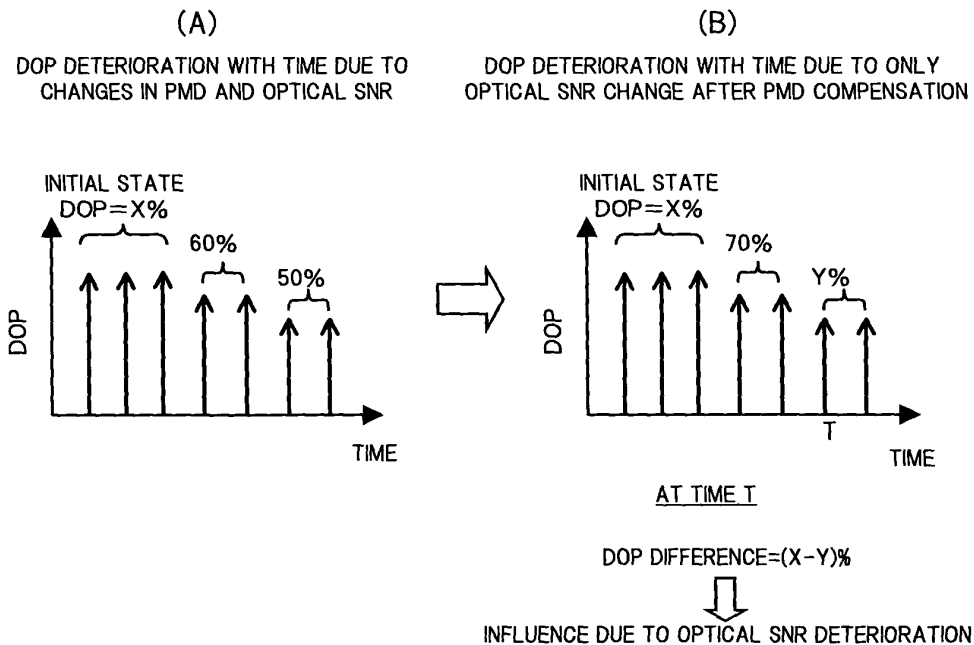 (A)
DOP DETERIORATION WITH TIME DUE TO
CHANGES IN PMD AND OPTICAL SNR
INITIAL STATE
DOP=X%
60%
50%
DOP
TIME
(B)
DOP DETERIORATION WITH TIME DUE TO ONLY
OPTICAL SNR CHANGE AFTER PMD COMPENSATION
INITIAL STATE
DOP=X%
70%
Y%
DOP
T
TIME
AT TIME T
DOP DIFFERENCE=(X-Y)%
INFLUENCE DUE TO OPTICAL SNR DETERIORATION